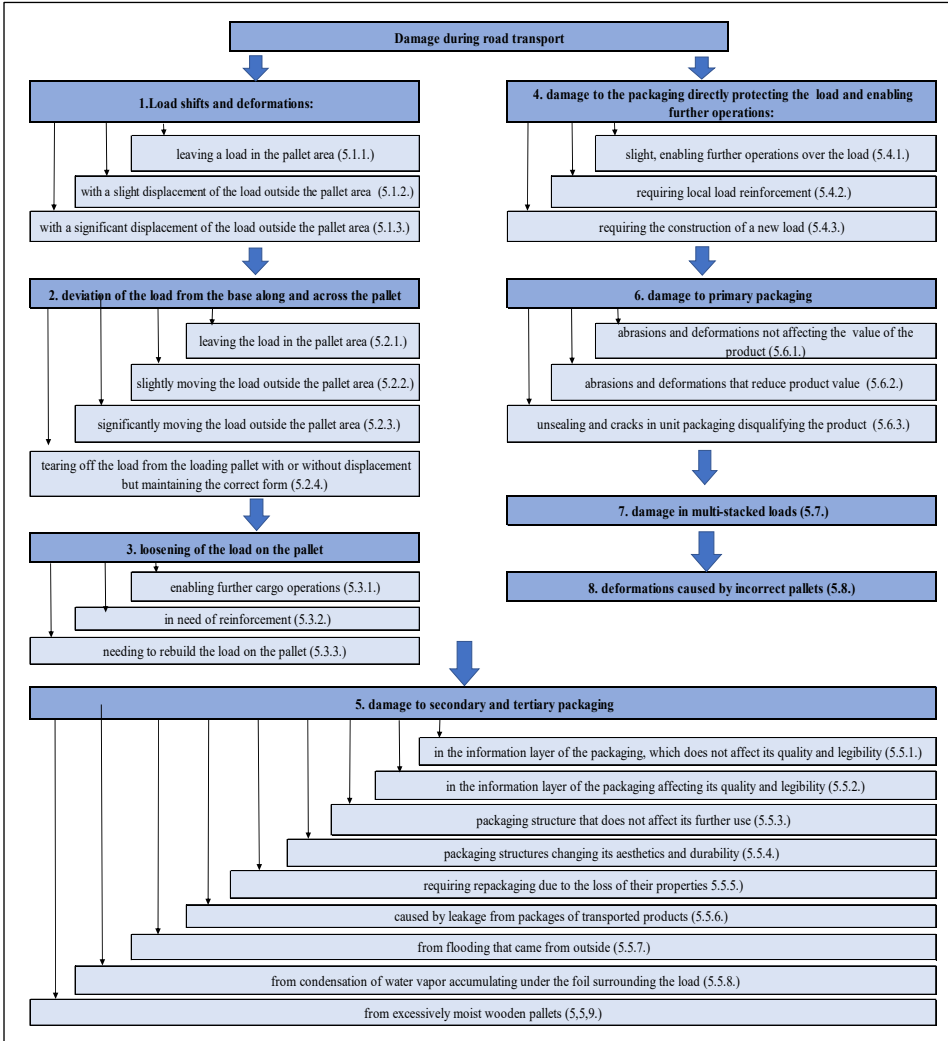 Damage during road transport
1.Load shifts and deformations:
leaving a load in the pallet area (5.1.1.)
with a slight displacement of the load outside the pallet area (5.1.2.)
with a significant displacement of the load outside the pallet area (5.1.3.)
2. deviation of the load from the base along and across the pallet
leaving the load in the pallet area (5.2.1.)
slightly moving the load outside the pallet area (5.2.2.)
significantly moving the load outside the pallet area (5.2.3.)
tearing off the load from the loading pallet with or without displacement
but maintaining the correct form (5.2.4.)
3. loosening of the load on the pallet
enabling further cargo operations (5.3.1.)
in need of reinforcement (5.3.2.)
needing to rebuild the load on the pallet (5.3.3.)
4. damage to the packaging directly protecting the load and enabling
further operations:
slight, enabling further operations over the load (5.4.1.)
requiring local load reinforcement (5.4.2.)
requiring the construction of a new load (5.4.3.)
6. damage to primary packaging
abrasions and deformations not affecting the value of the
product (5.6.1.)
abrasions and deformations that reduce product value (5.6.2.)
unsealing and cracks in unit packaging disqualifying the product (5.6.3.)
7. damage in multi-stacked loads (5.7.)
8. deformations caused by incorrect pallets (5.8.)
5. damage to secondary and tertiary packaging
in the information layer of the packaging, which does not affect its quality and legibility (5.5.1.)
in the information layer of the packaging affecting its quality and legibility (5.5.2.)
packaging structure that does not affect its further use (5.5.3.)
packaging structures changing its aesthetics and durability (5.5.4.)
requiring repackaging due to the loss of their properties 5.5.5.)
caused by leakage from packages of transported products (5.5.6.)
from flooding that came from outside (5.5.7.)
from condensation of water vapor accumulating under the foil surrounding the load (5.5.8.)
from excessively moist wooden pallets (5,5,9.)